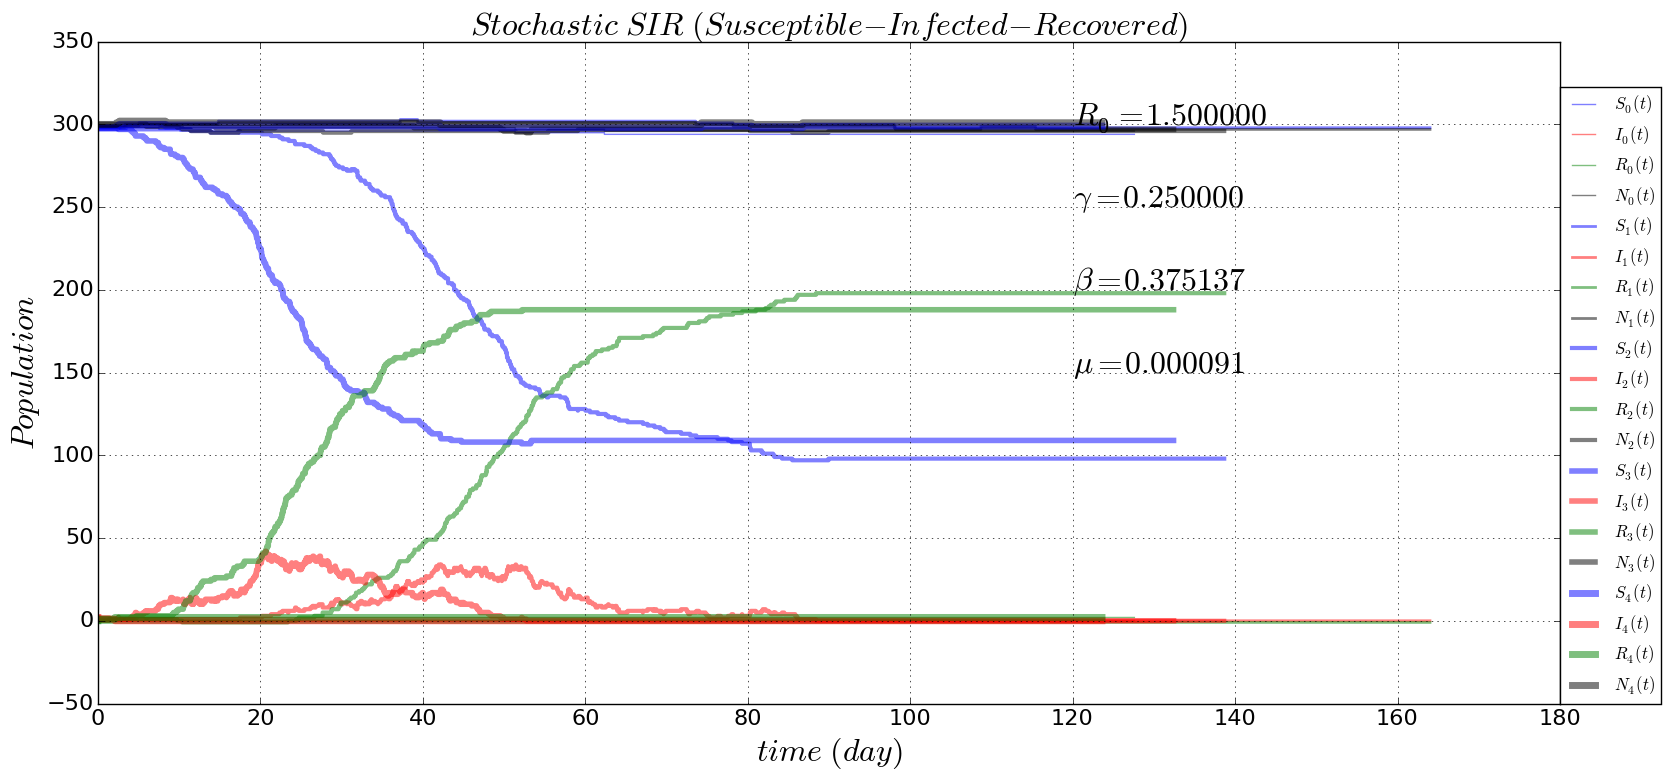 Stochastic SIR (Susceptible−Infected−Recovered)
350
300
250
200
150
100
50
0
−50
Population
R₀ =1.500000
γ=0.250000
β=0.375137
μ=0.000091
0 20 40 60 80 100 120 140 160 180
time (day)
S₀(t)
I₀(t)
R₀(t)
N₀(t)
S₁(t)
I₁(t)
R₁(t)
N₁(t)
S₂(t)
I₂(t)
R₂(t)
N₂(t)
S₃(t)
I₃(t)
R₃(t)
N₃(t)
S₄(t)
I₄(t)
R₄(t)
N₄(t)